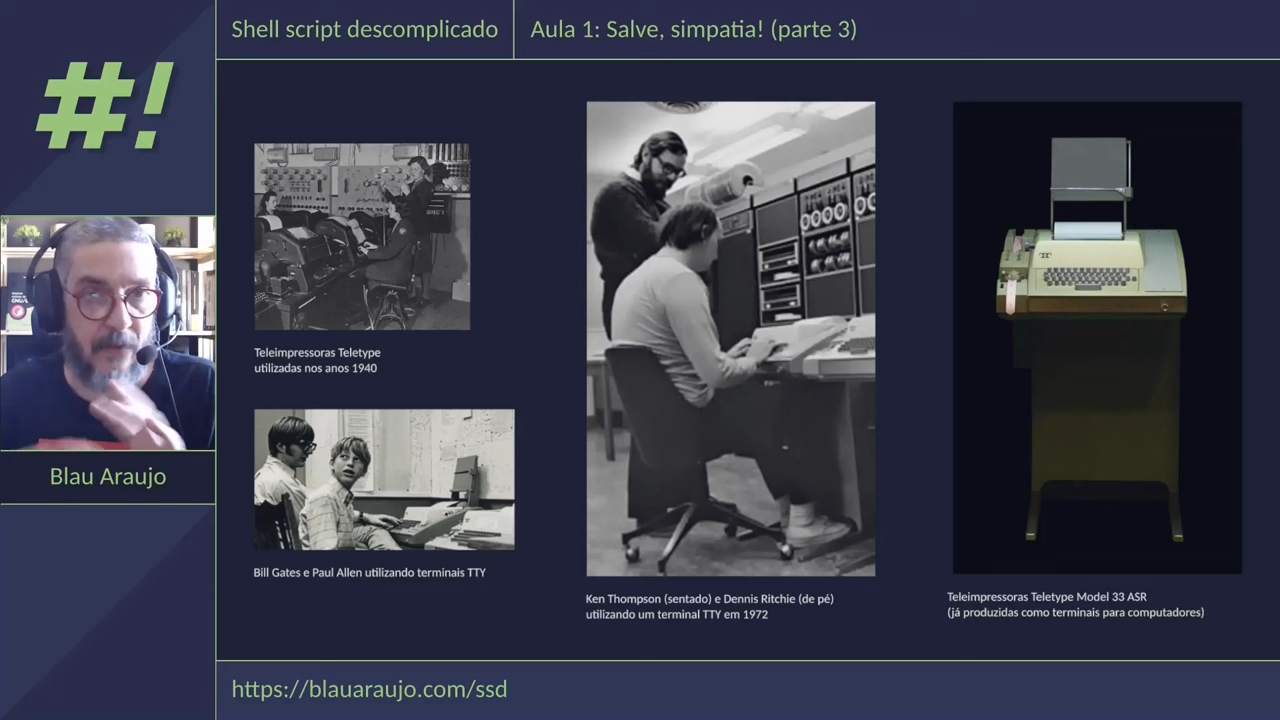 Shell script descomplicado
Aula 1: Salve, simpatia! (parte 3)
#!
Teleimpressoras Teletype
utilizadas nos anos 1940
Bill Gates e Paul Allen utilizando terminais TTY
Ken Thompson (sentado) e Dennis Ritchie (de pé)
utilizando um terminal TTY em 1972
Teleimpressoras Teletype Model 33 ASR
(já produzidas como terminais para computadores)
Blau Araujo
https://blauaraujo.com/ssd